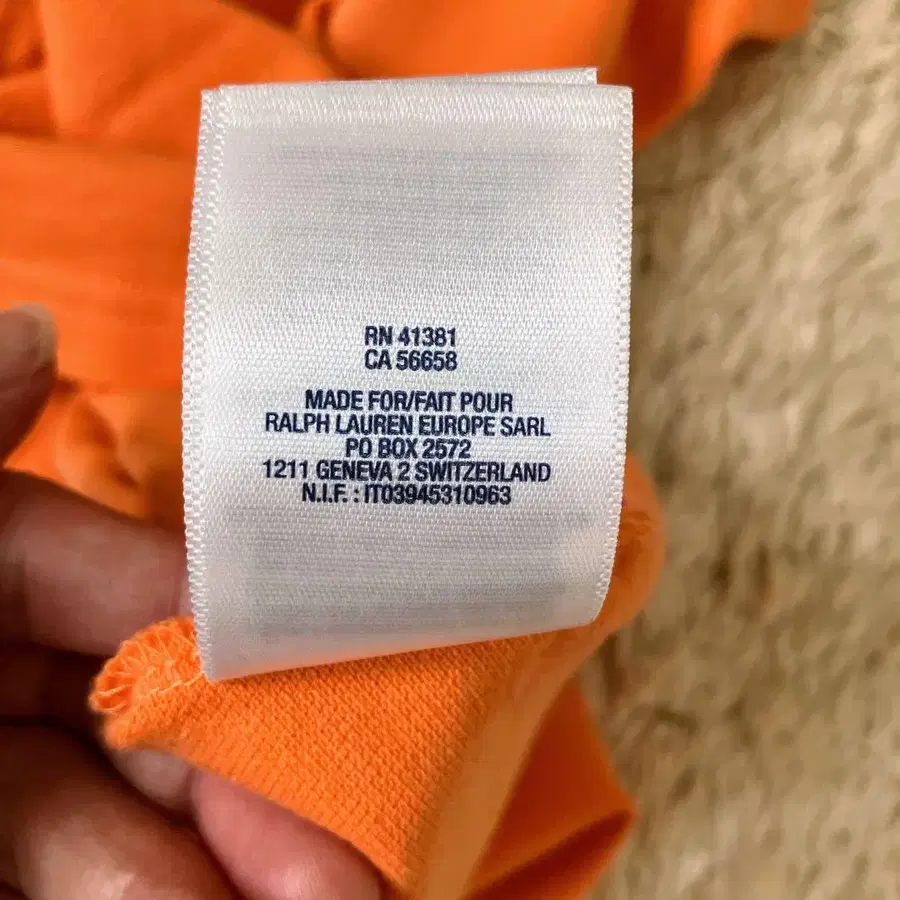 RN 41381
CA 56658
MADE FOR/FAIT POUR
RALPH LAUREN EUROPE SARL
PO BOX 2572
1211 GENEVA 2 SWITZERLAND
N.I.F. : IT03945310963